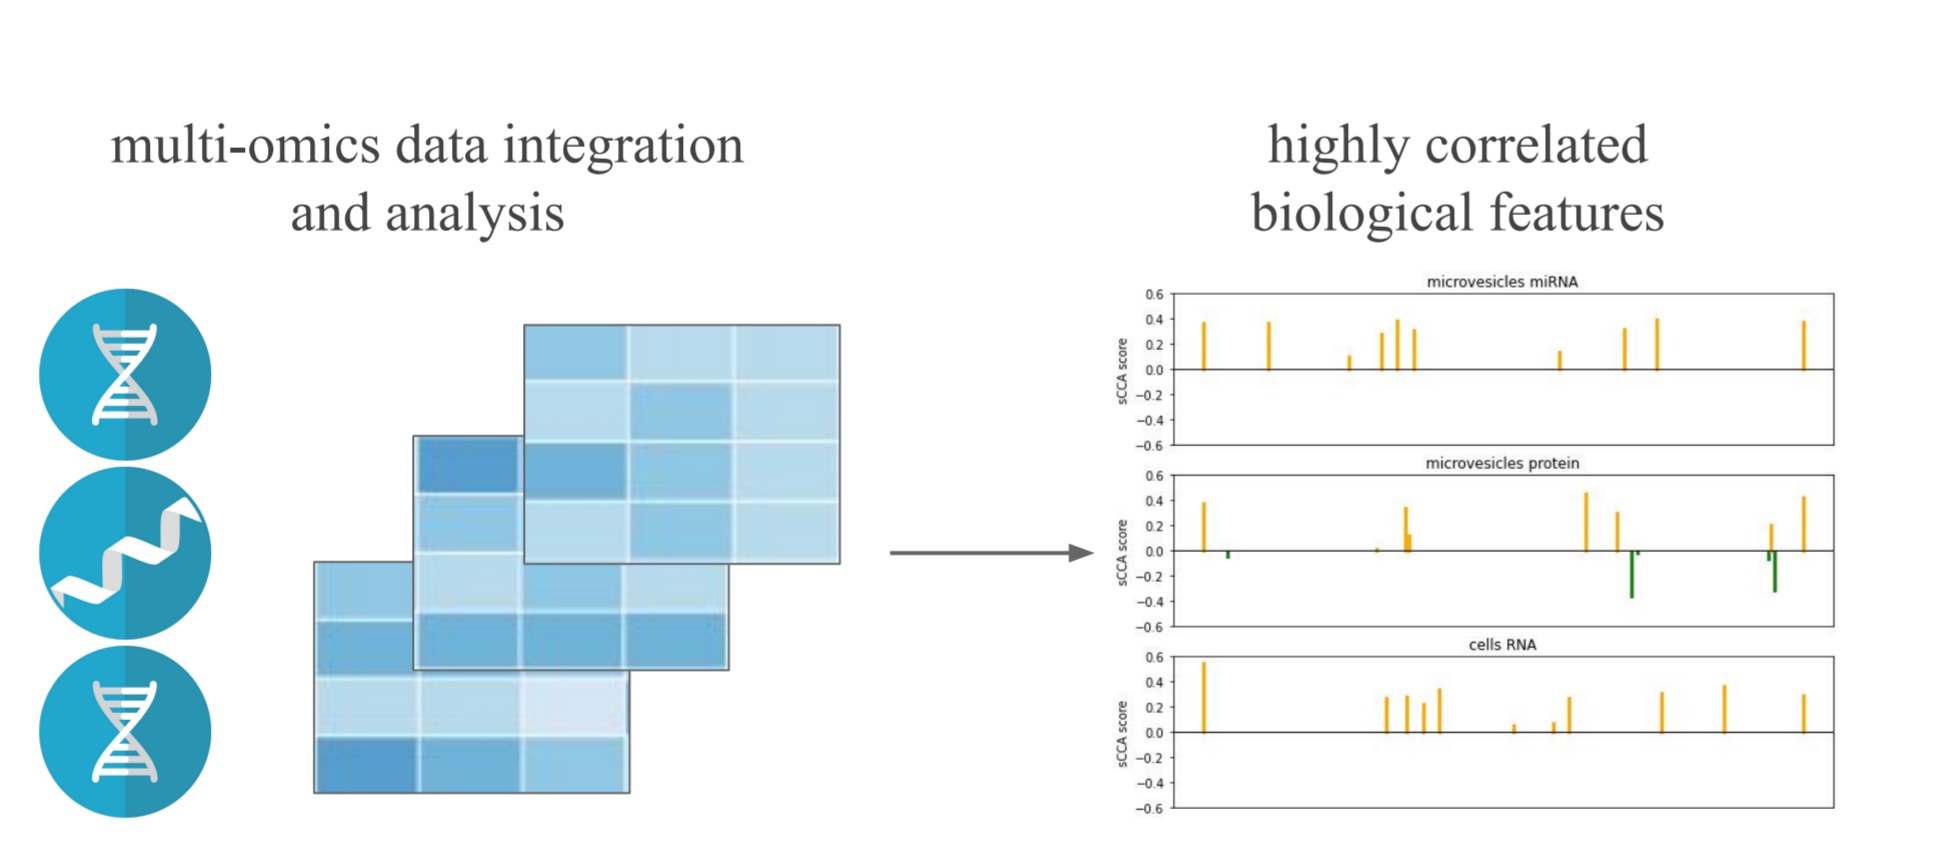 multi-omics data integration
and analysis
highly correlated
biological features
microvesicles miRNA
sCCA score
0.6
0.4
0.2
0.0
−0.2
−0.4
−0.6
microvesicles protein
sCCA score
0.6
0.4
0.2
0.0
−0.2
−0.4
−0.6
cells RNA
sCCA score
0.6
0.4
0.2
0.0
−0.2
−0.4
−0.6